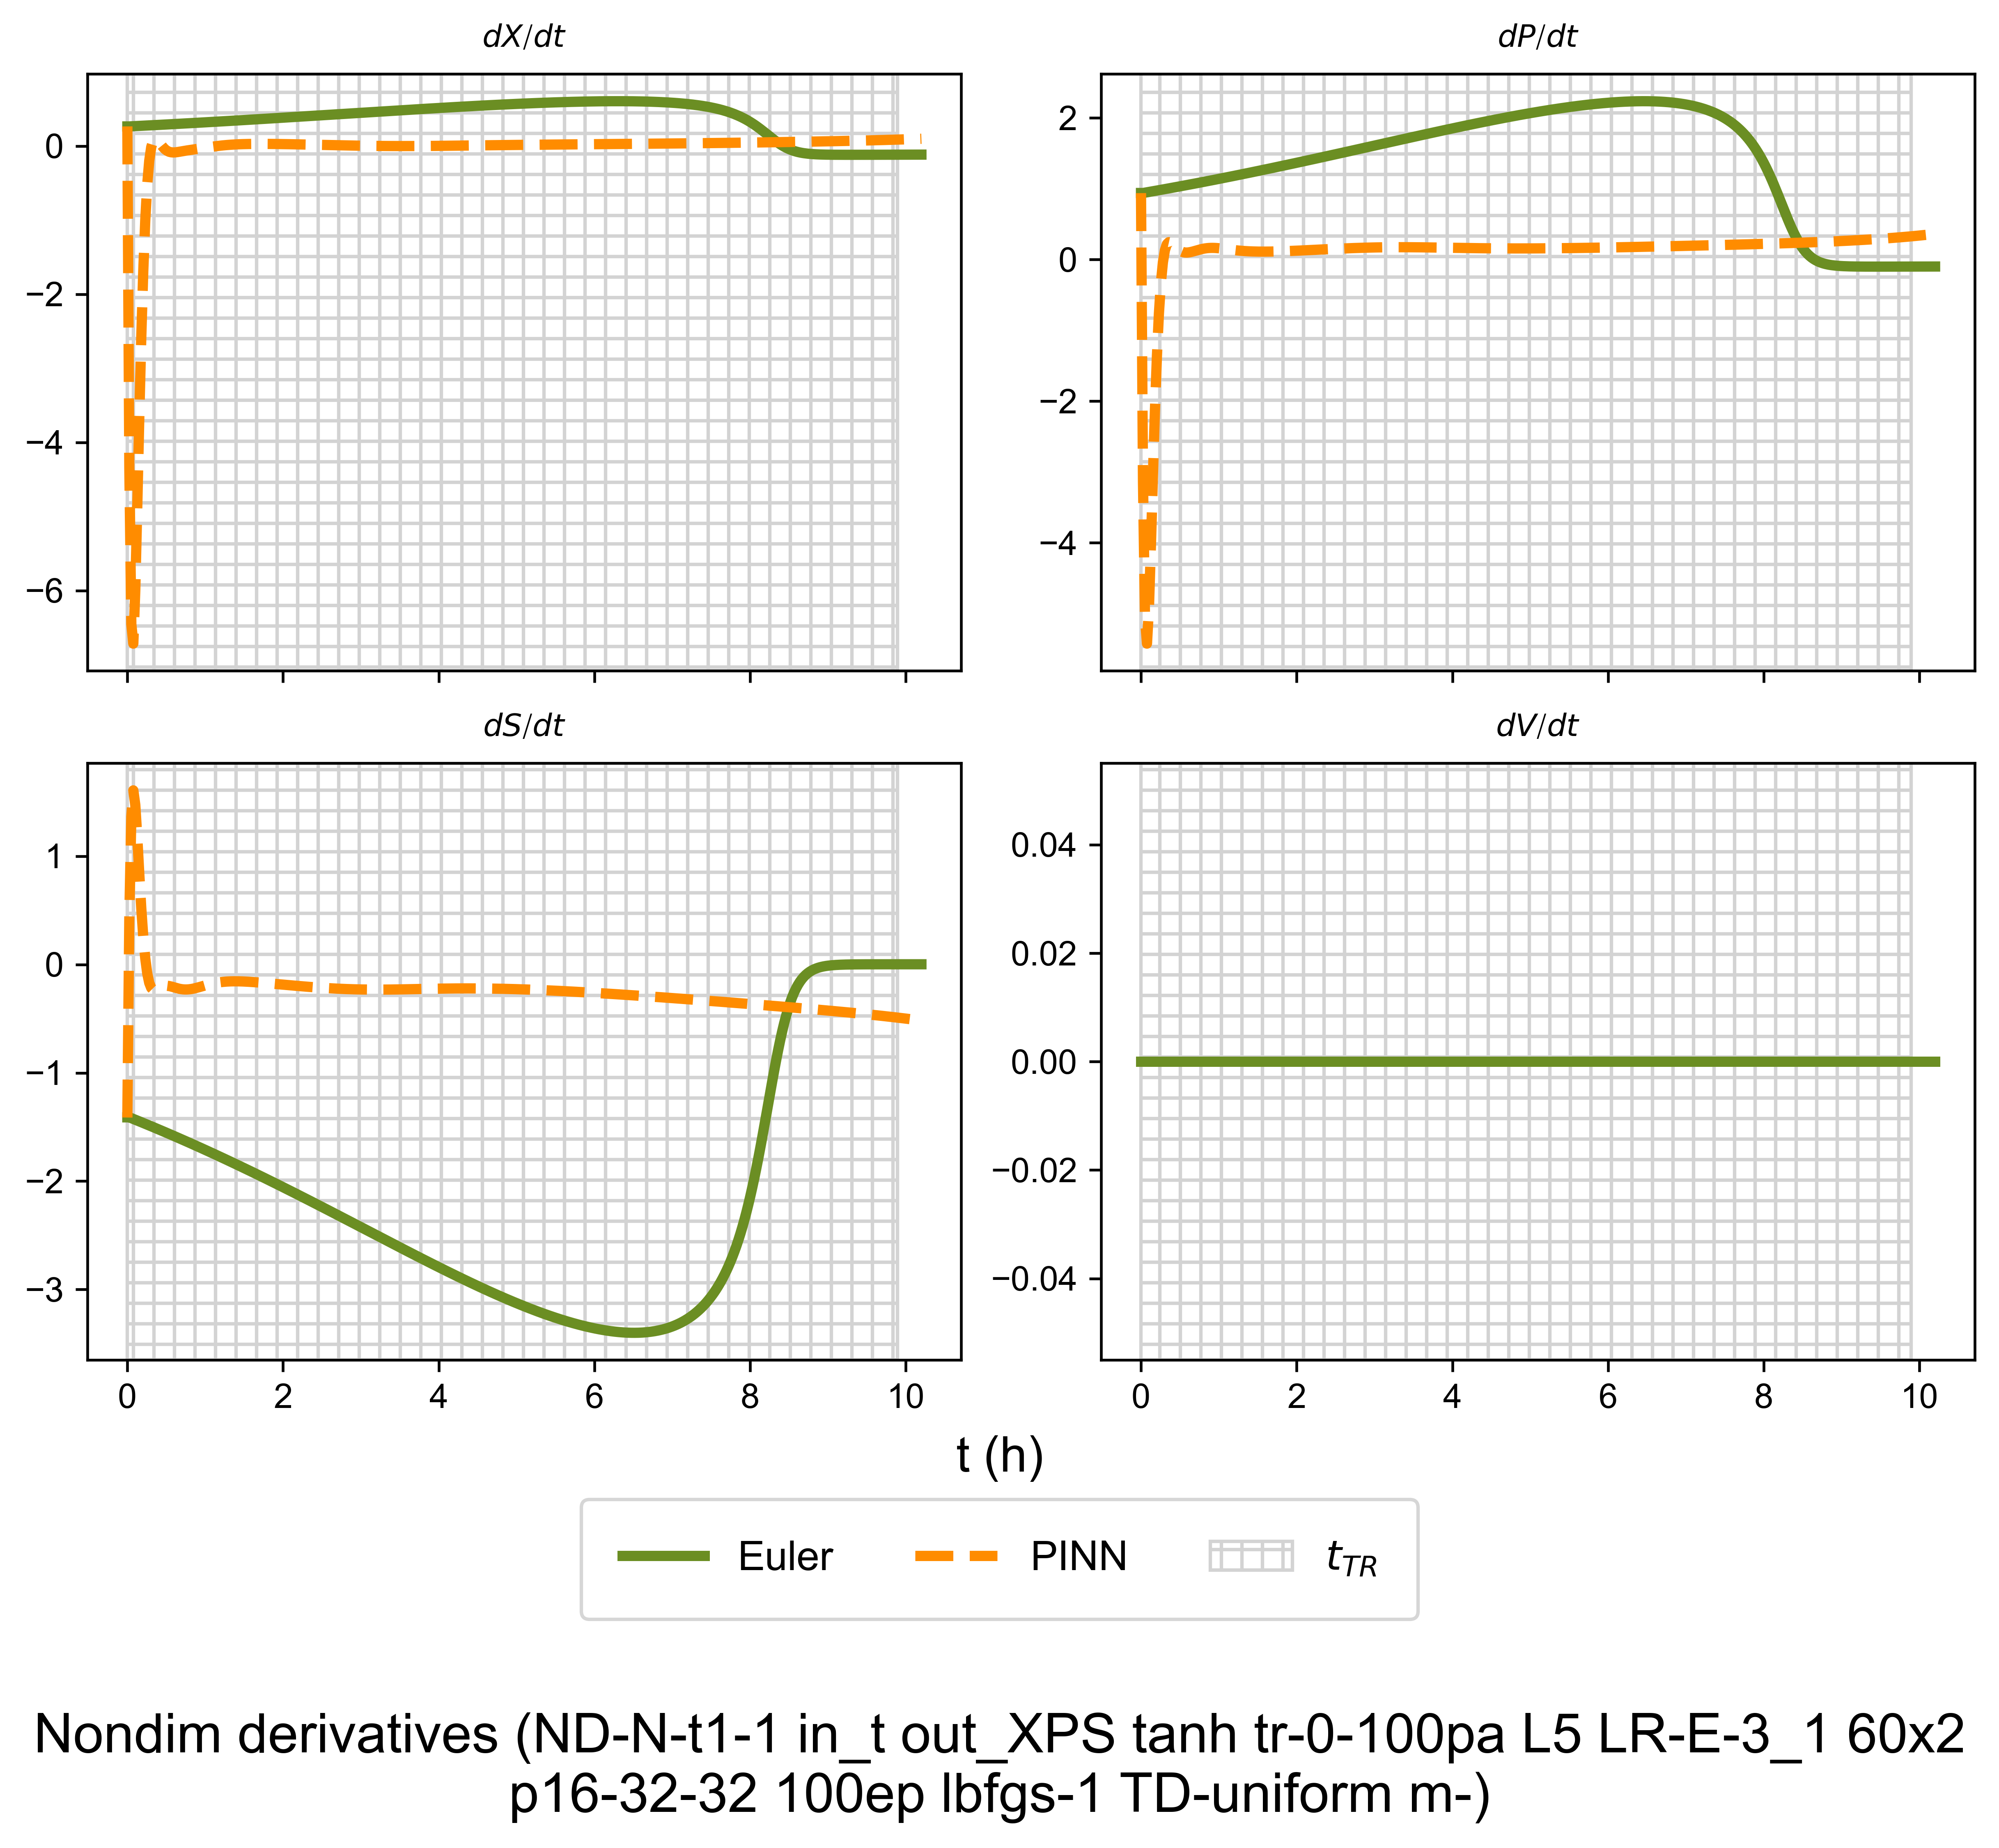 dX/dt
dP/dt
0
−2
−4
−6
2
0
−2
−4
dS/dt
dV/dt
1
0
−1
−2
−3
0.04
0.02
0.00
−0.02
−0.04
0 2 4 6 8 10
0 2 4 6 8 10
t (h)
Euler PINN t_TR
Nondim derivatives (ND-N-t1-1 in_t out_XPS tanh tr-0-100pa L5 LR-E-3_1 60x2
p16-32-32 100ep lbfgs-1 TD-uniform m-)